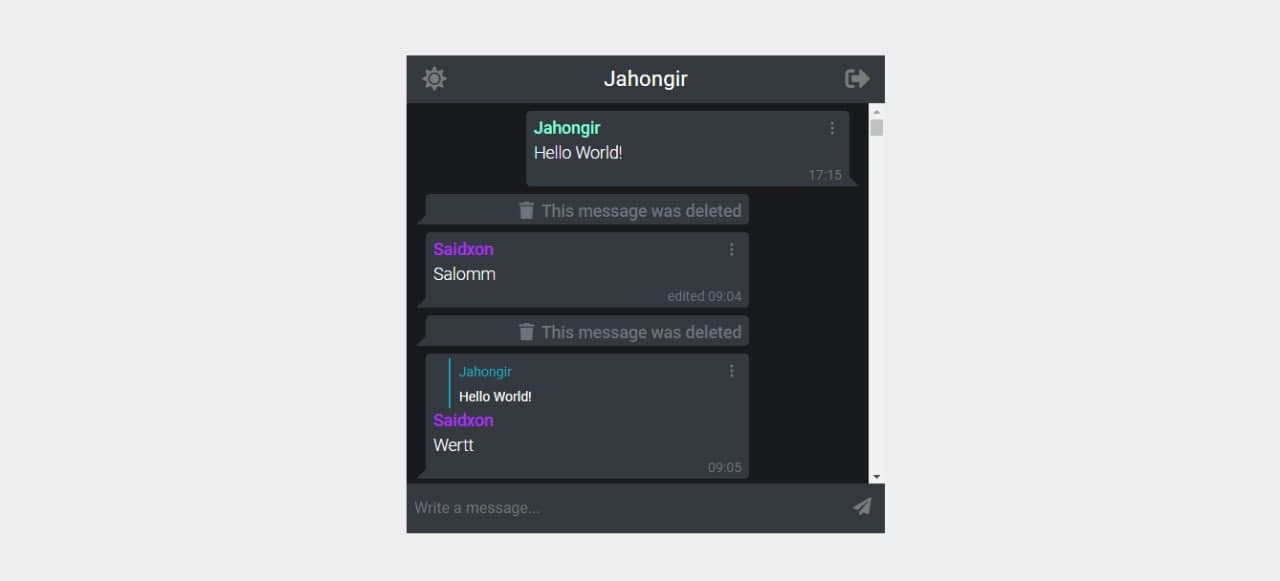 Jahongir
Jahongir
Hello World!
17:15
This message was deleted
Saidxon
Salomm
edited 09:04
This message was deleted
Jahongir
Hello World!
Saidxon
Wertt
09:05
Write a message...